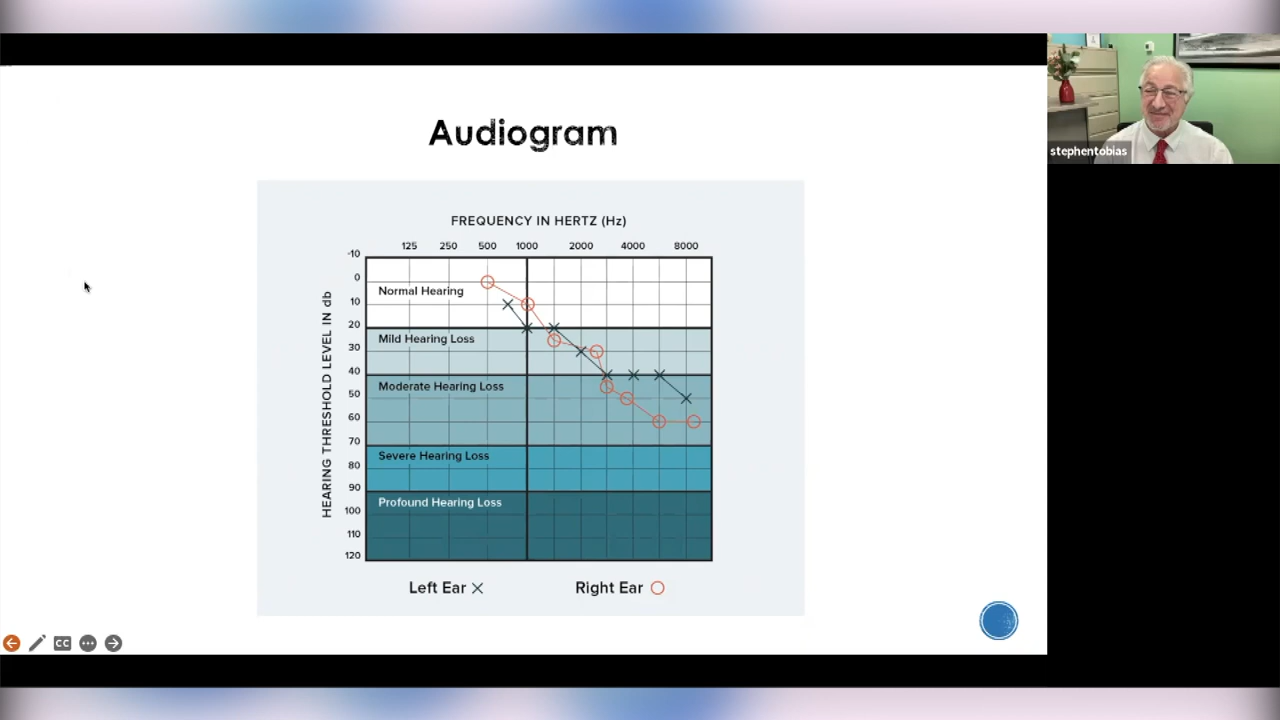 Audiogram
stephentobias
FREQUENCY IN HERTZ (Hz)
125 250 500 1000 2000 4000 8000
HEARING THRESHOLD LEVEL IN db
-10
0
Normal Hearing
10
20
Mild Hearing Loss
30
40
Moderate Hearing Loss
50
60
70
Severe Hearing Loss
80
90
Profound Hearing Loss
100
110
120
Left Ear
Right Ear
CC